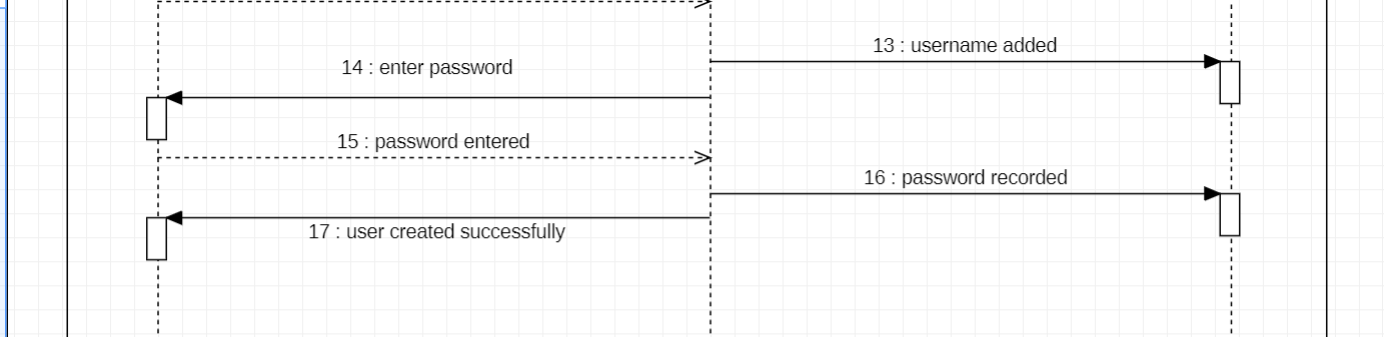 13 : username added
14 : enter password
15 : password entered
16 : password recorded
17 : user created successfully